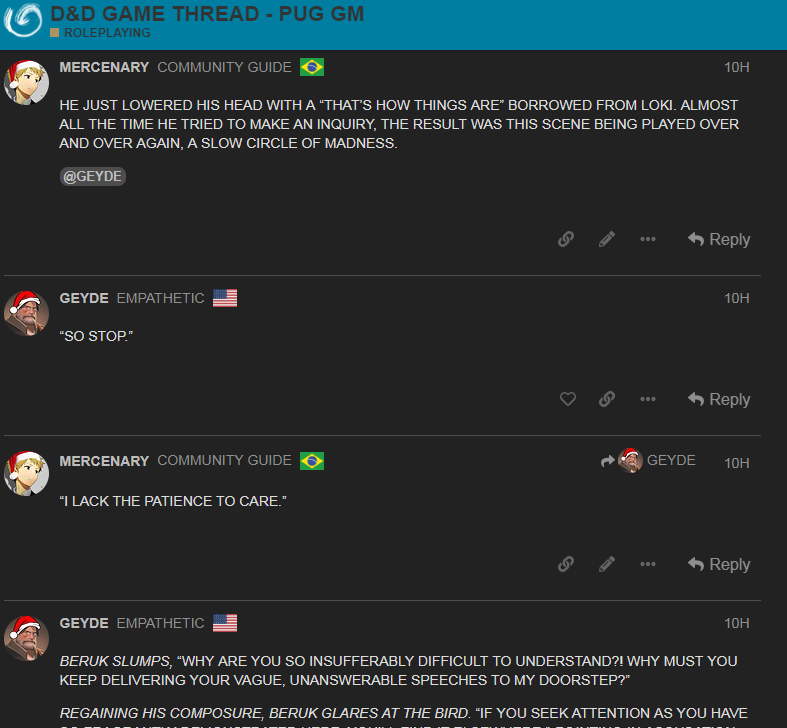 D&D GAME THREAD - PUG GM
ROLEPLAYING
MERCENARY COMMUNITY GUIDE 10H
HE JUST LOWERED HIS HEAD WITH A “THAT’S HOW THINGS ARE” BORROWED FROM LOKI. ALMOST
ALL THE TIME HE TRIED TO MAKE AN INQUIRY, THE RESULT WAS THIS SCENE BEING PLAYED OVER
AND OVER AGAIN, A SLOW CIRCLE OF MADNESS.
@GEYDE
Reply
GEYDE EMPATHETIC 10H
“SO STOP.”
Reply
MERCENARY COMMUNITY GUIDE GEYDE 10H
“I LACK THE PATIENCE TO CARE.”
Reply
GEYDE EMPATHETIC 10H
BERUK SLUMPS, “WHY ARE YOU SO INSUFFERABLY DIFFICULT TO UNDERSTAND?! WHY MUST YOU
KEEP DELIVERING YOUR VAGUE, UNANSWERABLE SPEECHES TO MY DOORSTEP?”
REGAINING HIS COMPOSURE, BERUK GLARES AT THE BIRD. “IF YOU SEEK ATTENTION AS YOU HAVE